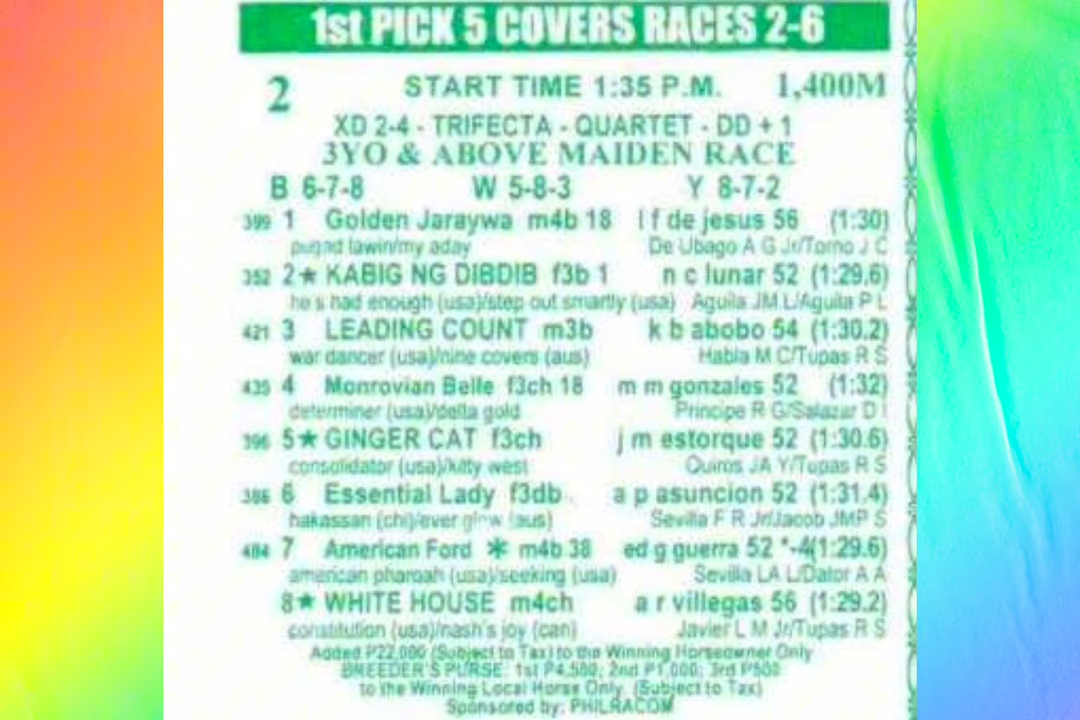 1st PICK 5 COVERS RACES 2-6
2 START TIME 1:35 P.M. 1,400M
XD 2-4 - TRIFECTA - QUARTET - DD + 1
3YO & ABOVE MAIDEN RACE
B 6-7-8 W 5-8-3 Y 8-7-2
399 1 Golden Jaraywa m4b 18 l f de jesus 56 (1:30)
pugad lawin/my aday De Ubago A G Jr/Torno J C
352 2★ KABIG NG DIBDIB f3b 1 n c lunar 52 (1:29.6)
he s had enough (usa)/step out smartly (usa) Aguila JM L/Aguila P L
421 3 LEADING COUNT m3b k b abobo 54 (1:30.2)
war dancer (usa)/nine covers (aus) Habla M C/Tupas R S
435 4 Monrovian Belle f3ch 18 m m gonzales 52 (1:32)
determiner (usa)/delta gold Principe R G/Salazar D I
396 5★ GINGER CAT f3ch j m estorque 52 (1:30.6)
consolidator (usa)/kitty west Quiros JA Y/Tupas R S
386 6 Essential Lady f3db a p asuncion 52 (1:31.4)
hakassan (chi)/ever (aus) Sevilla F R Jr/Jacob JMP S
484 7 American Ford * m4b 38 ed g guerra 52 *-4(1:29.6)
american pharoah (usa)/seeking (usa) Sevilla LA L/Dator A A
8★ WHITE HOUSE m4ch a r villegas 56 (1:29.2)
constitution (usa)/nash's joy (can) Javier L M Jr/Tupas R S
Added P22,000 (Subject to Tax) to the Winning Horseowner Only
BREEDER'S PURSE: 1st P4,500; 2nd P1,000; 3rd P500
to the Winning Local Horse Only. (Subject to Tax)
Sponsored by: PHILRACOM